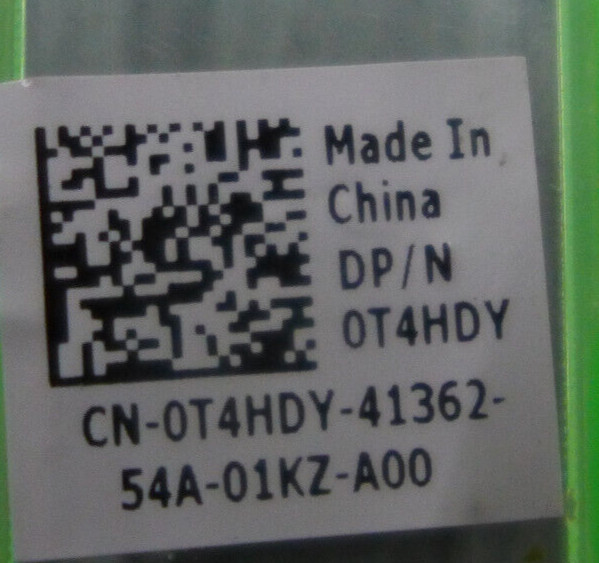 Made In
China
DP/N
0T4HDY
CN-0T4HDY-41362-
54A-01KZ-A00